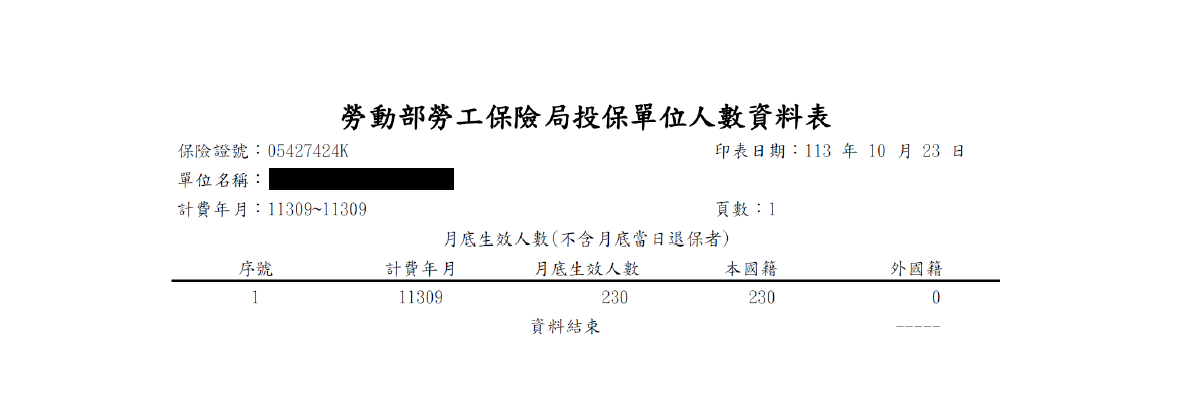 勞動部勞工保險局投保單位人數資料表
保險證號：05427424K 印表日期：113 年 10 月 23 日
單位名稱：
計費年月：11309~11309 頁數：1
月底生效人數(不含月底當日退保者)
序號 計費年月 月底生效人數 本國籍 外國籍
1 11309 230 230 0
資料結束 -----